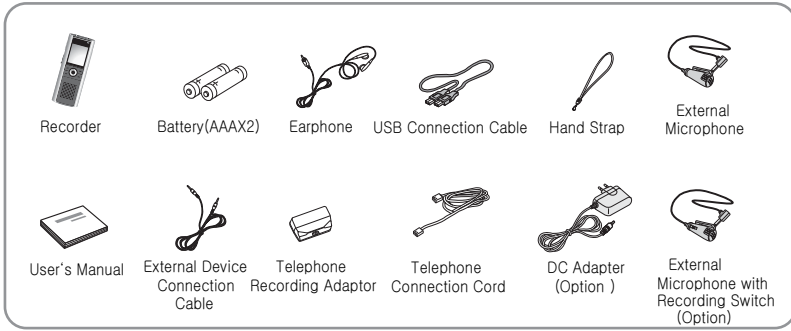 Recorder
Battery(AAAX2)
Earphone
USB Connection Cable
Hand Strap
External
Microphone
User's Manual
External Device
Connection
Cable
Telephone
Recording Adaptor
Telephone
Connection Cord
DC Adapter
(Option )
External
Microphone with
Recording Switch
(Option)